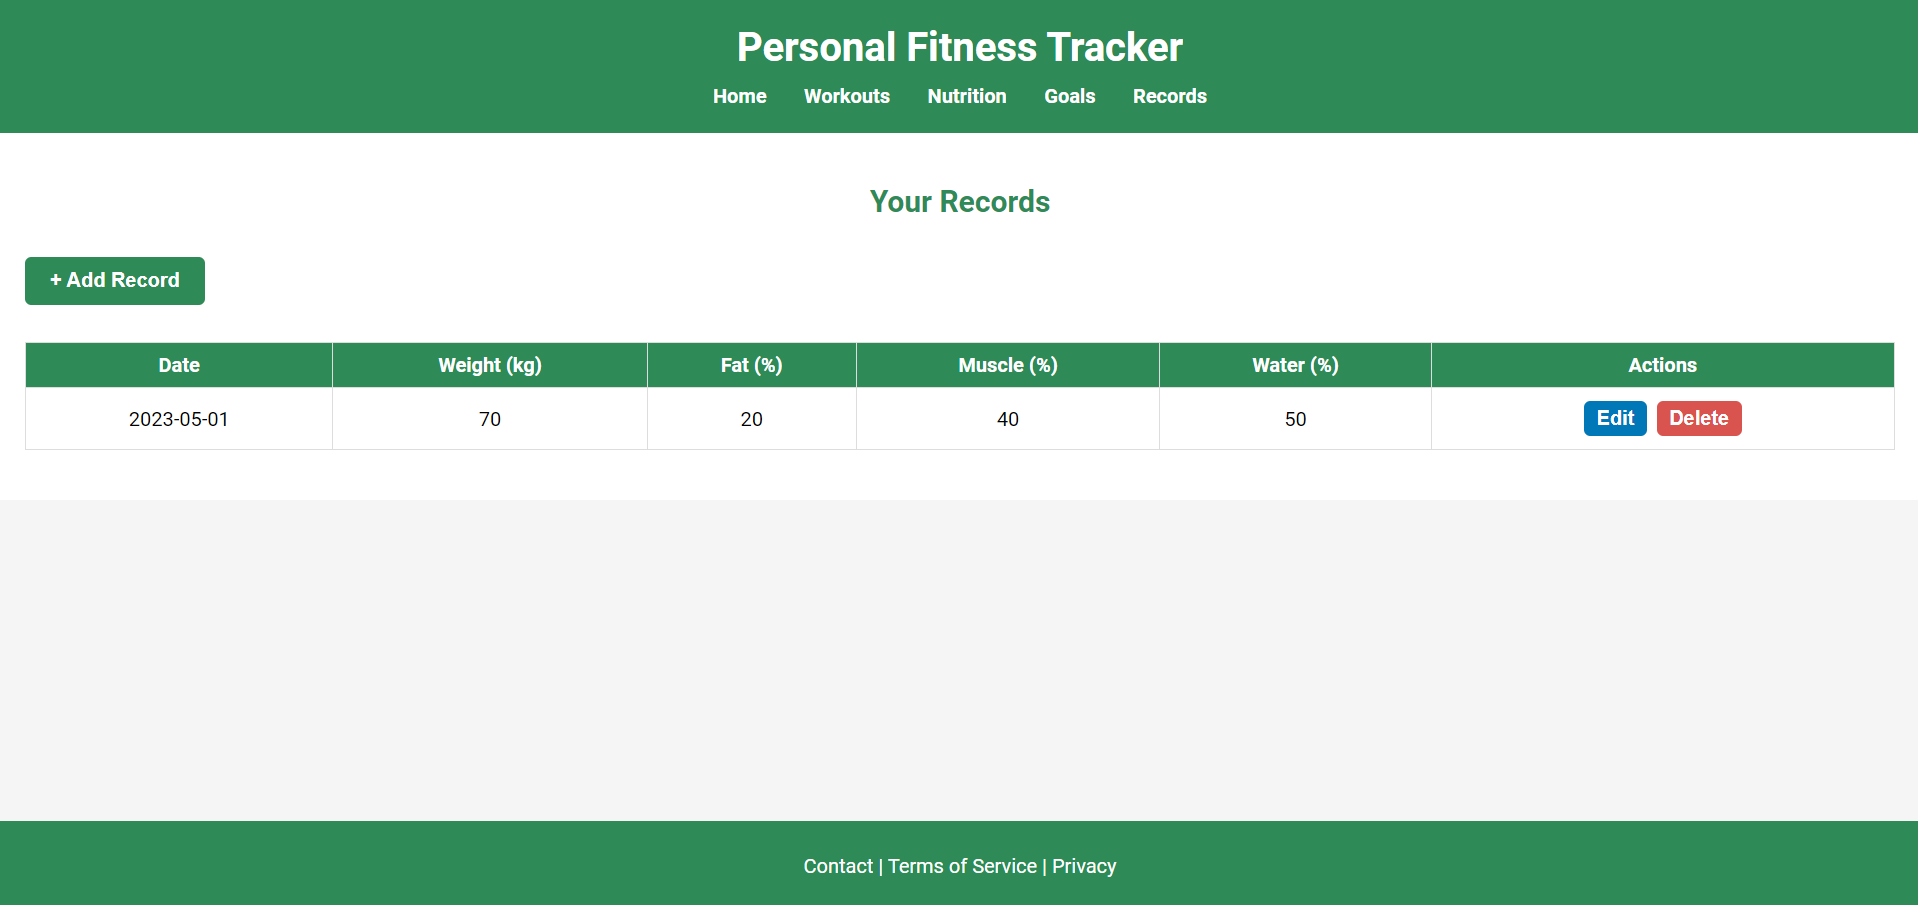 Personal Fitness Tracker
Home Workouts Nutrition Goals Records
Your Records
+ Add Record
Date Weight (kg) Fat (%) Muscle (%) Water (%) Actions
2023-05-01 70 20 40 50 Edit Delete
Contact | Terms of Service | Privacy